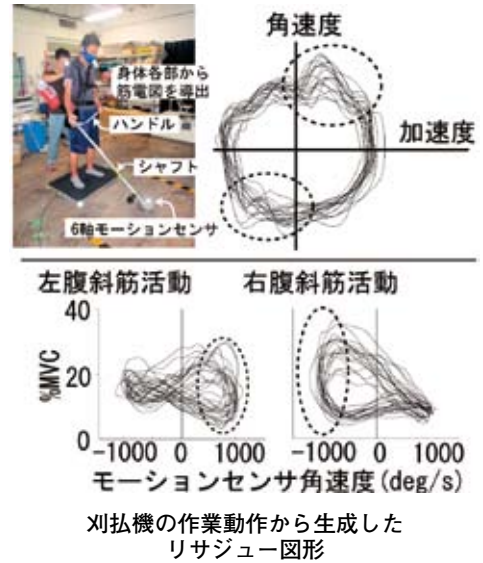 身体各部から
筋電図を導出
ハンドル
シャフト
6軸モーションセンサ
角速度
加速度
左腹斜筋活動
右腹斜筋活動
%MVC
40
20
0
-1000 0 1000
-1000 0 1000
モーションセンサ角速度(deg/s)
刈払機の作業動作から生成した
リサジュー図形